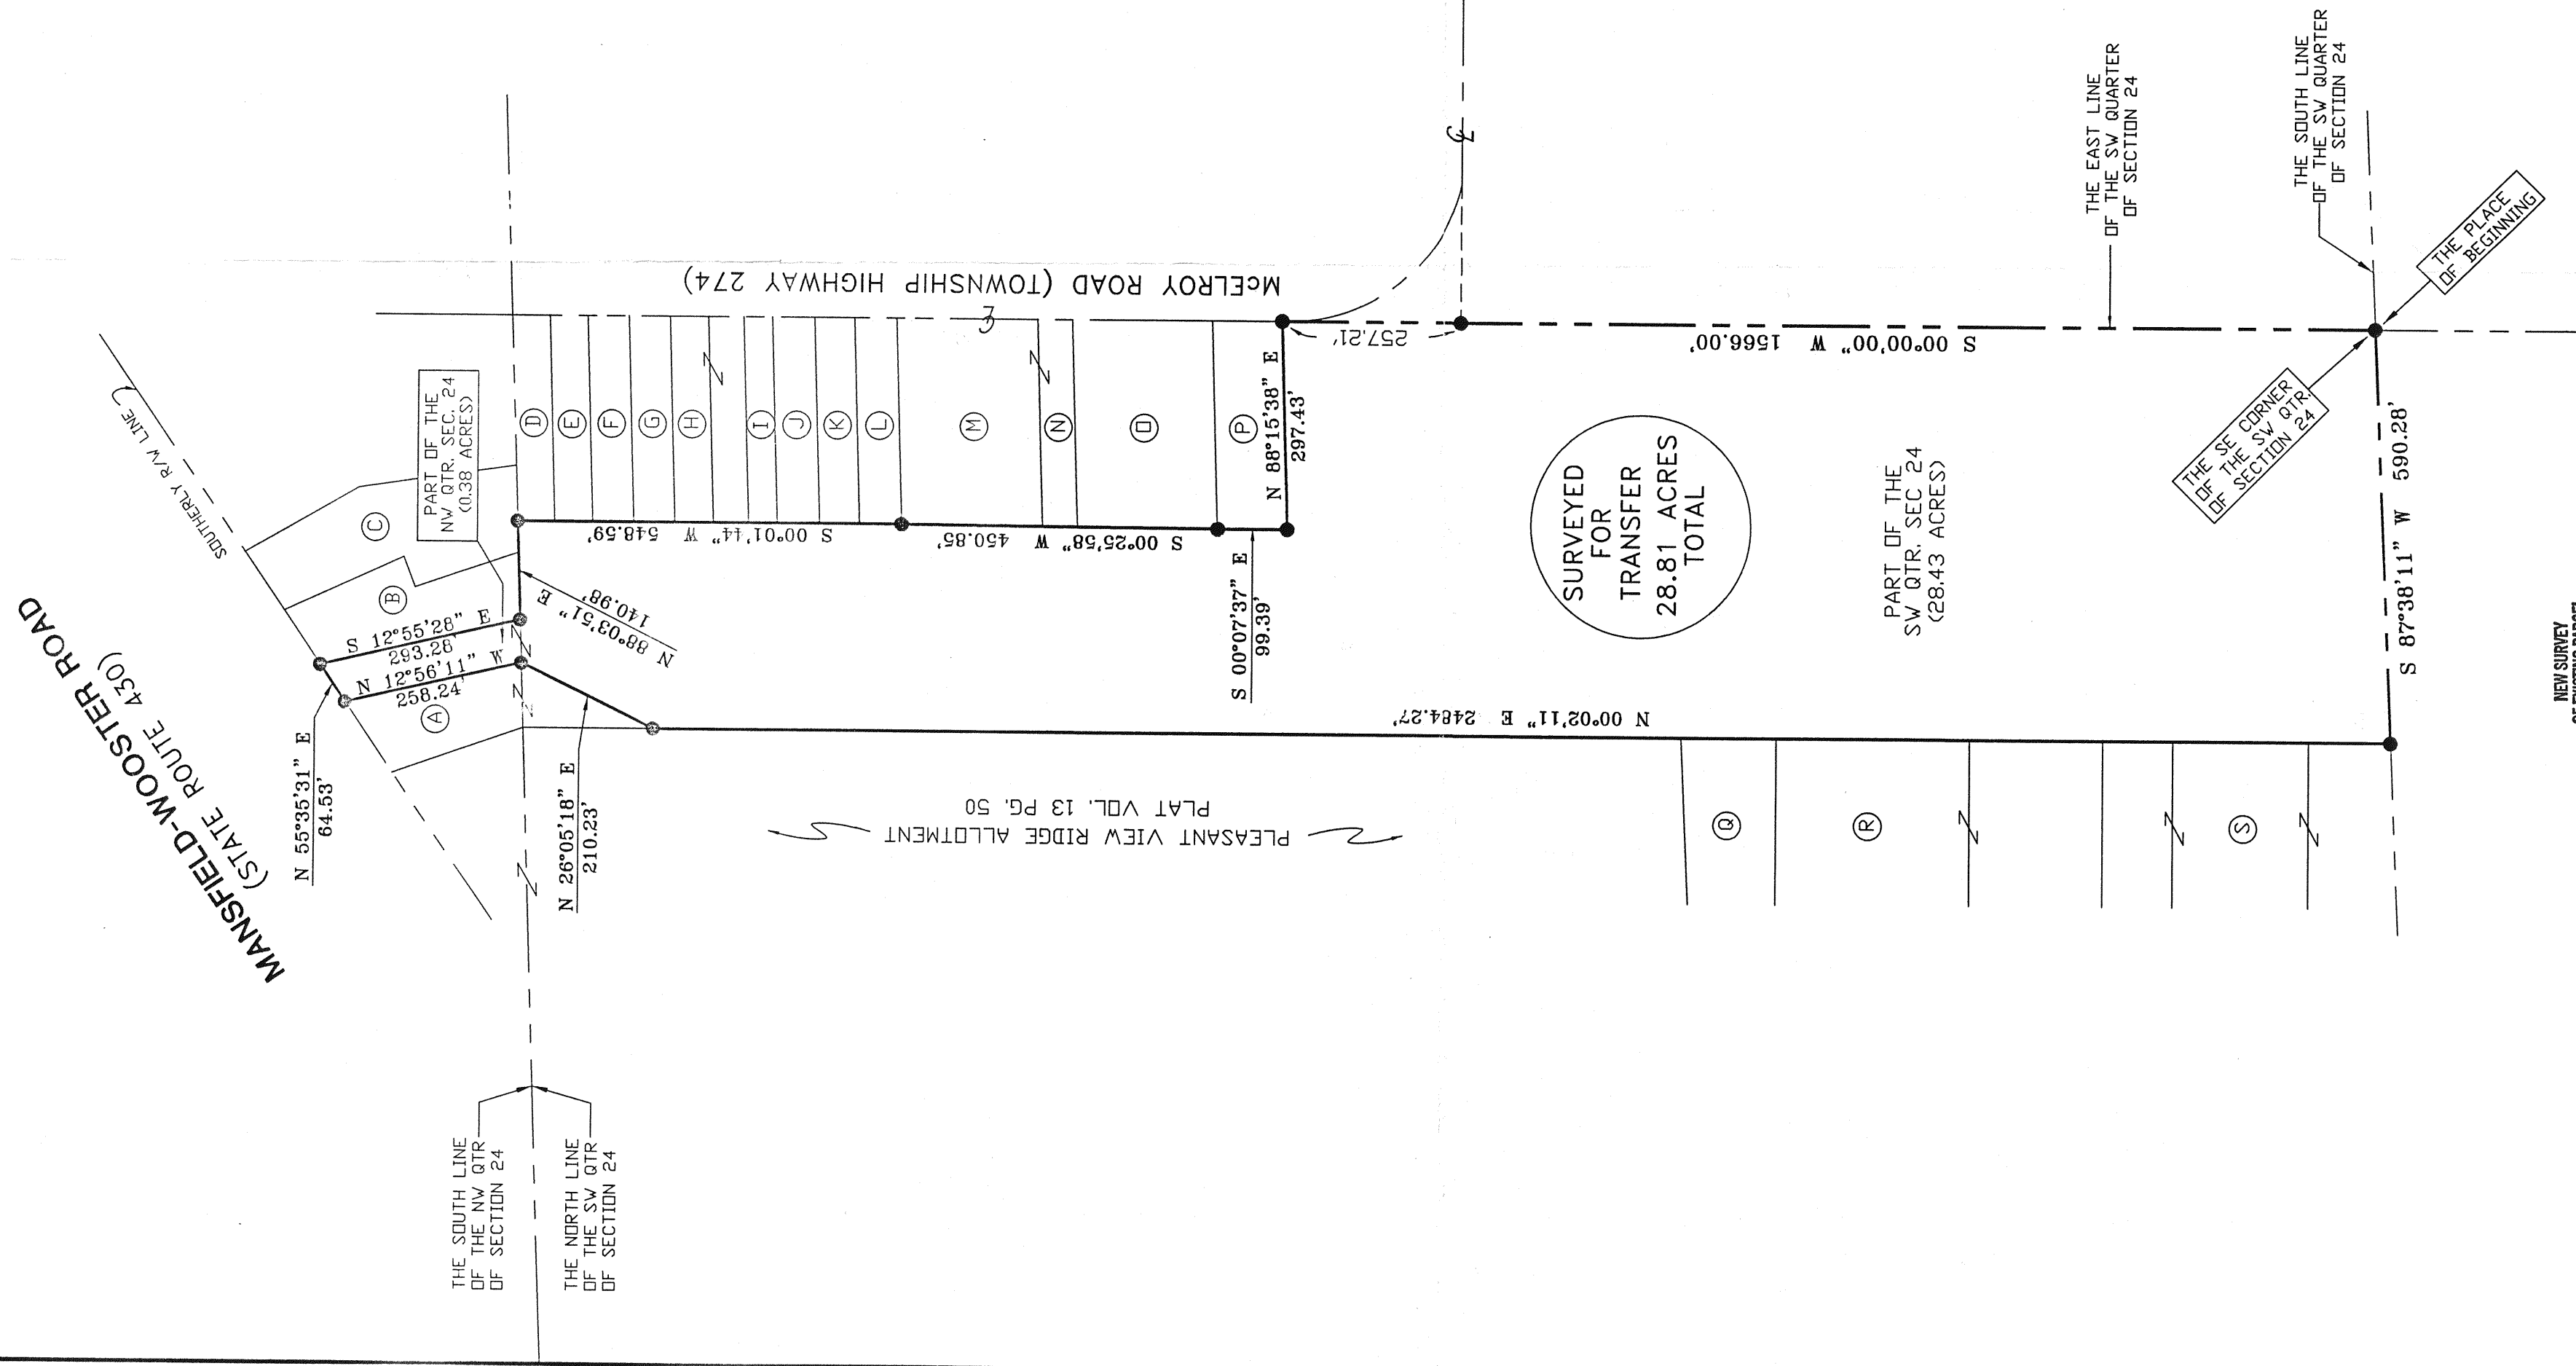 MANSFIELD-WOOSTER ROAD
(STATE ROUTE 430)
SOUTHERLY R/W LINE
N 55°35'31" E
64.53'
S 12°55'28" E
293.28'
N 12°56'11" W
258.24'
A
B
C
PART OF THE
NW QTR. SEC. 24
(0.38 ACRES)
N 88°03'51" E
140.98'
N 26°05'18" E
210.23'
McELROY ROAD (TOWNSHIP HIGHWAY 274)
D
E
F
G
H
I
J
K
L
M
N
O
P
S 00°01'44" W 548.59'
S 00°25'58" W 450.85'
S 00°07'37" E
99.39'
N 88°15'38" E
297.43'
257.21'
S 00°00'00" W 1566.00'
SURVEYED
FOR
TRANSFER
28.81 ACRES
TOTAL
PART OF THE
SW QTR. SEC 24
(28.43 ACRES)
THE EAST LINE
OF THE SW QUARTER
OF SECTION 24
THE SOUTH LINE
OF THE SW QUARTER
OF SECTION 24
THE PLACE
OF BEGINNING
THE SE CORNER
OF THE SW QTR.
OF SECTION 24
S 87°38'11" W 590.28'
N 00°02'11" E 2484.27'
PLEASANT VIEW RIDGE ALLOTMENT
PLAT VOL. 13 PG. 50
Q
R
S
THE SOUTH LINE
OF THE NW QTR
OF SECTION 24
THE NORTH LINE
OF THE SW QTR
OF SECTION 24
NEW SURVEY